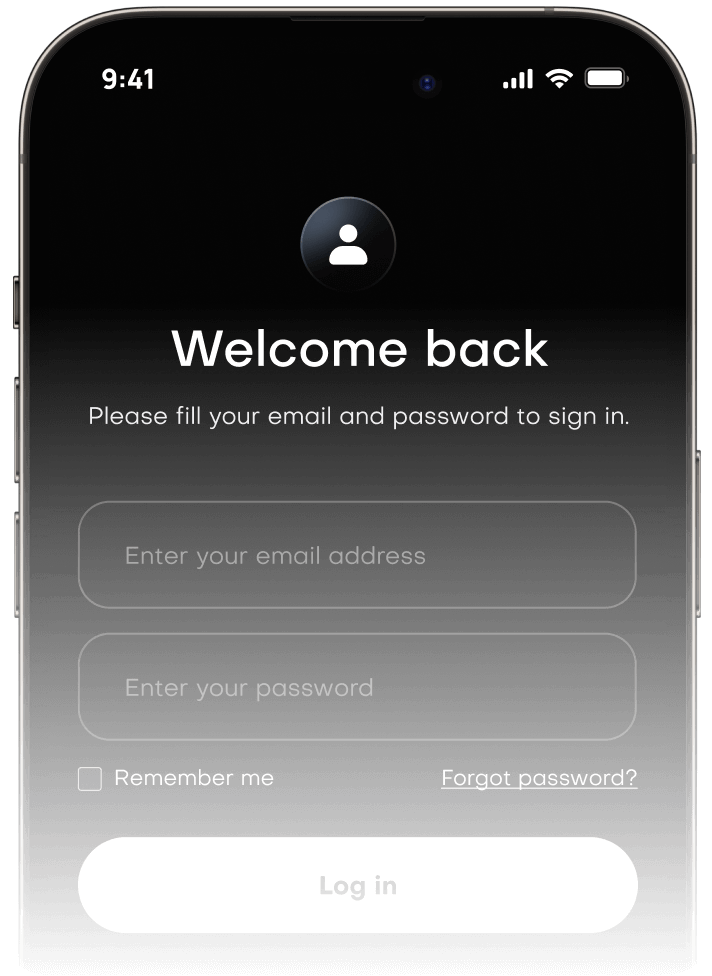 9:41
Welcome back
Please fill your email and password to sign in.
Enter your email address
Enter your password
Remember me Forgot password?
Log in